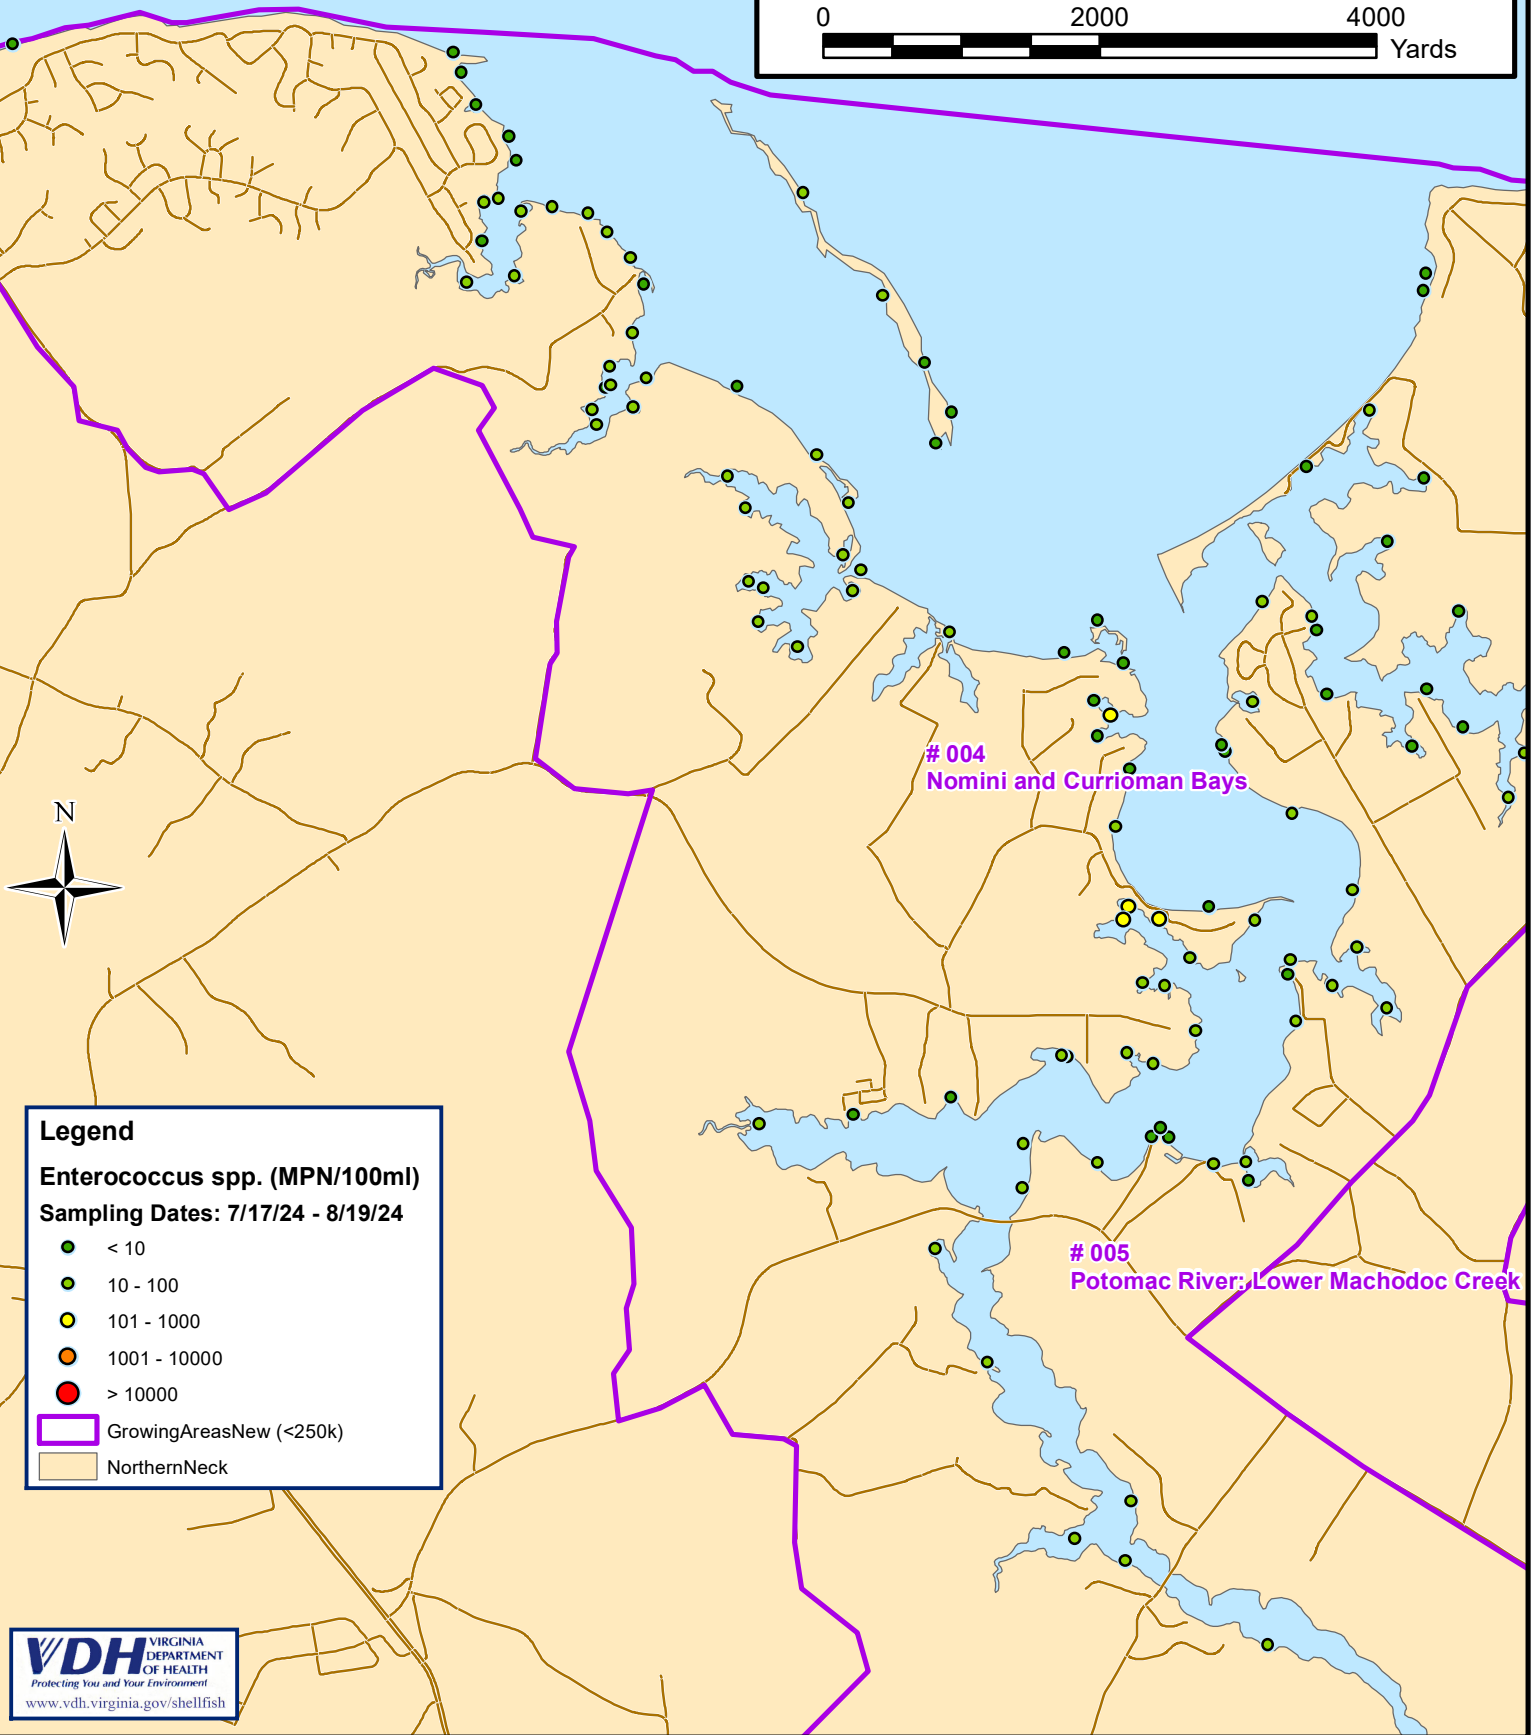 0 2000 4000
Yards
# 004
Nomini and Currioman Bays
N
# 005
Potomac River: Lower Machodoc Creek
Legend
Enterococcus spp. (MPN/100ml)
Sampling Dates: 7/17/24 - 8/19/24
< 10
10 - 100
101 - 1000
1001 - 10000
> 10000
GrowingAreasNew (<250k)
NorthernNeck
VDH VIRGINIA
DEPARTMENT
OF HEALTH
Protecting You and Your Environment
www.vdh.virginia.gov/shellfish